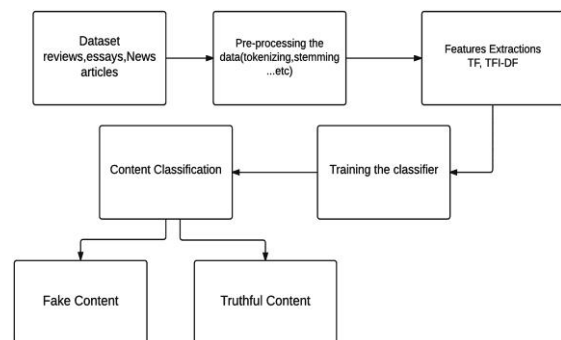 Dataset
reviews,essays,News
articles
Pre-processing the
data(tokenizing,stemming
...etc)
Features Extractions
TF, TFI-DF
Content Classification
Training the classifier
Fake Content
Truthful Content